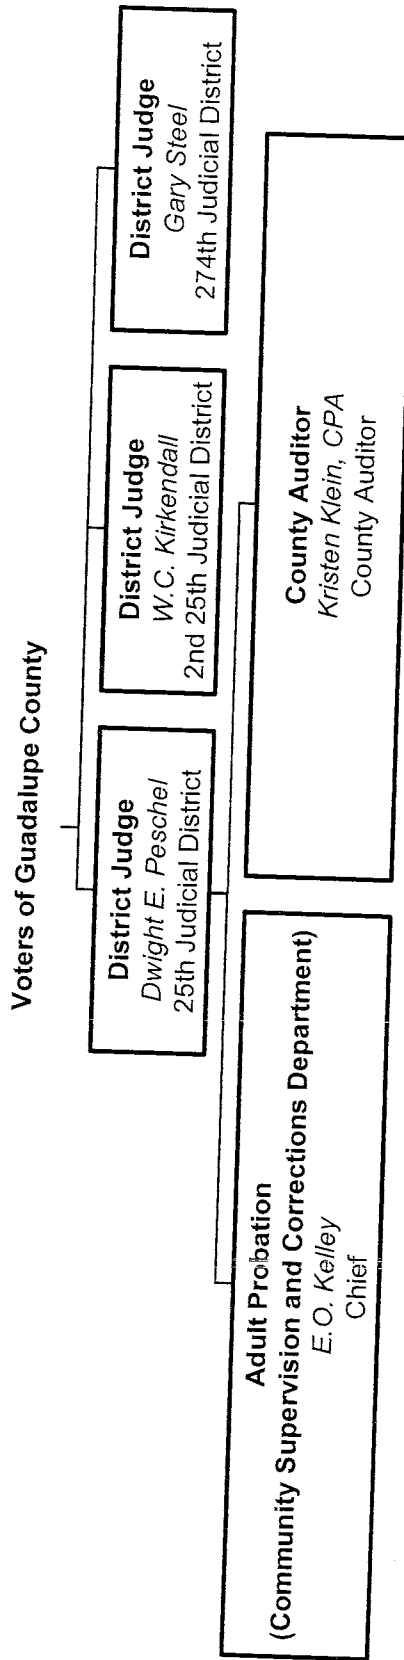 Voters of Guadalupe County
District Judge
Dwight E. Peschel
25th Judicial District
District Judge
W.C. Kirkendall
2nd 25th Judicial District
District Judge
Gary Steel
274th Judicial District
Adult Probation
(Community Supervision and Corrections Department)
E.O. Kelley
Chief
County Auditor
Kristen Klein, CPA
County Auditor